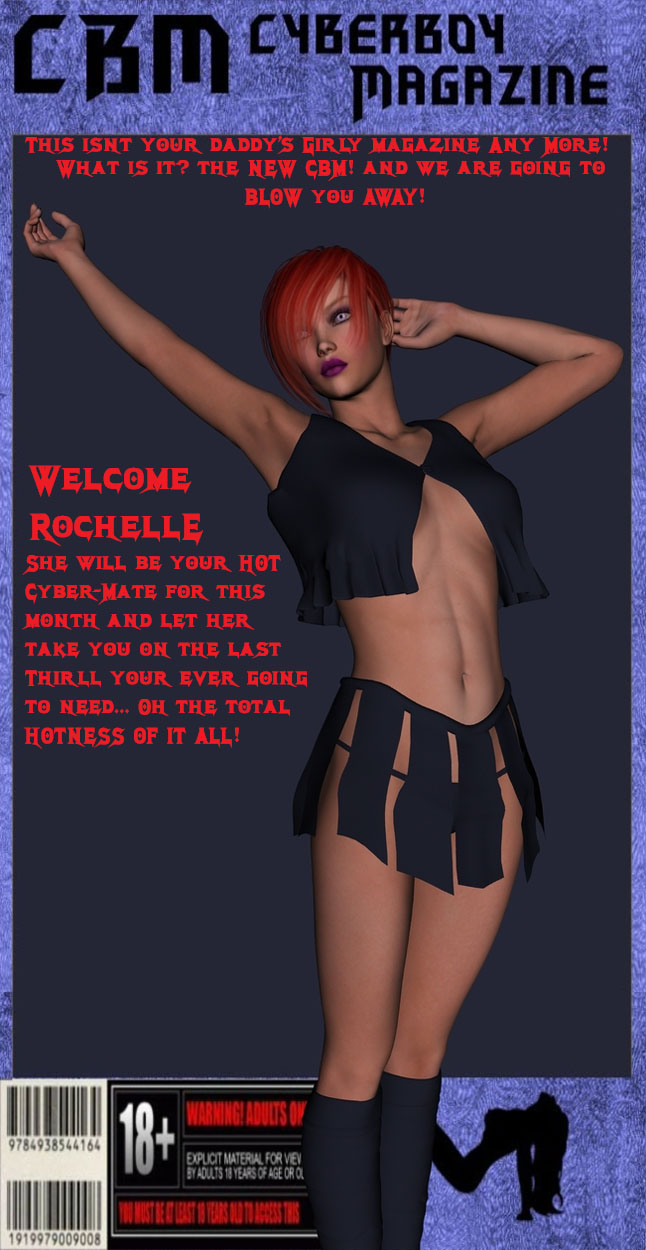 CBM CYBERBOY
MAGAZINE
This isnt your daddy's Girly Magazine Any More!
What is it? the NEW CBM! and we are going to
BLOW you AWAY!
Welcome
Rochelle
She will be your HOT
Cyber-Mate for this
month and let her
take you on the last
Thirll your ever going
to need... Oh the total
HOTNESS OF IT ALL!
9784938544164
1919979009008
18+
WARNING! ADULTS
EXPLICIT MATERIAL FOR
BY ADULTS 18 YEARS OF AGE OR
YOU MUST BE AT LEAST 18 YEARS OLD TO ACCESS THIS